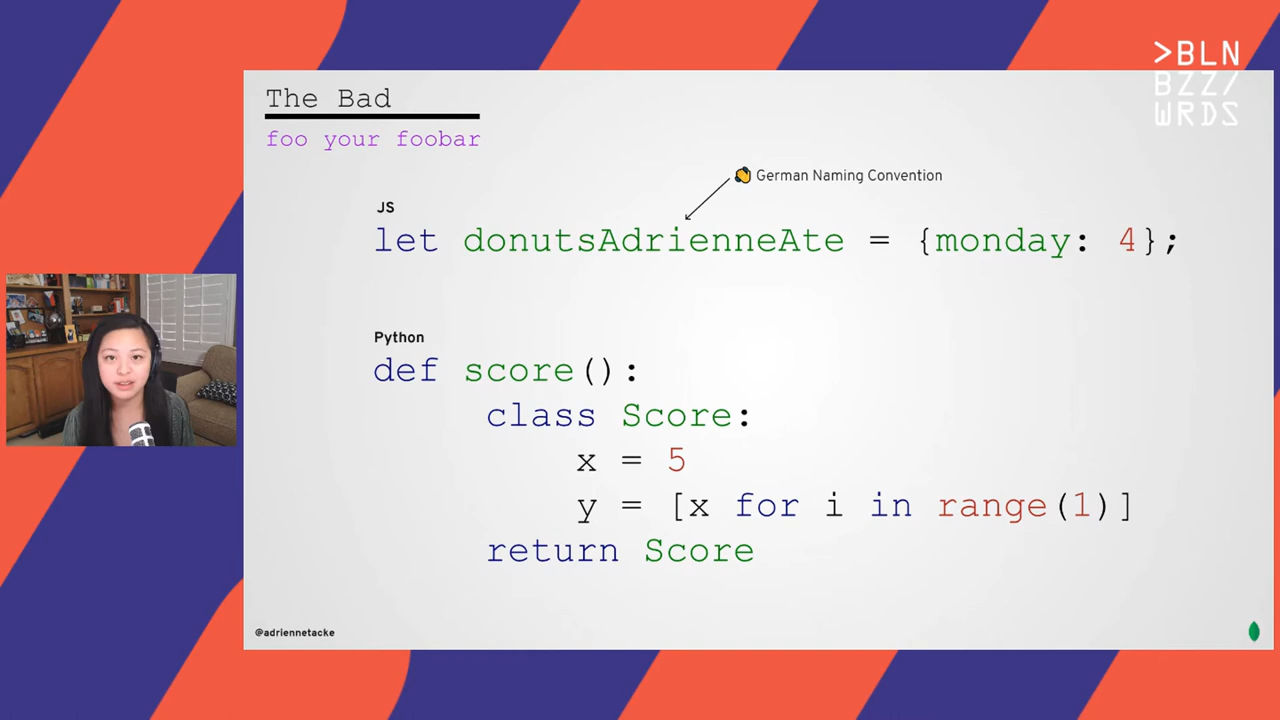 >BLN
BZZ/
WRDS
The Bad
foo your foobar
German Naming Convention
JS
let donutsAdrienneAte = {monday: 4};
Python
def score():
class Score:
x = 5
y = [x for i in range(1)]
return Score
@adriennetacke